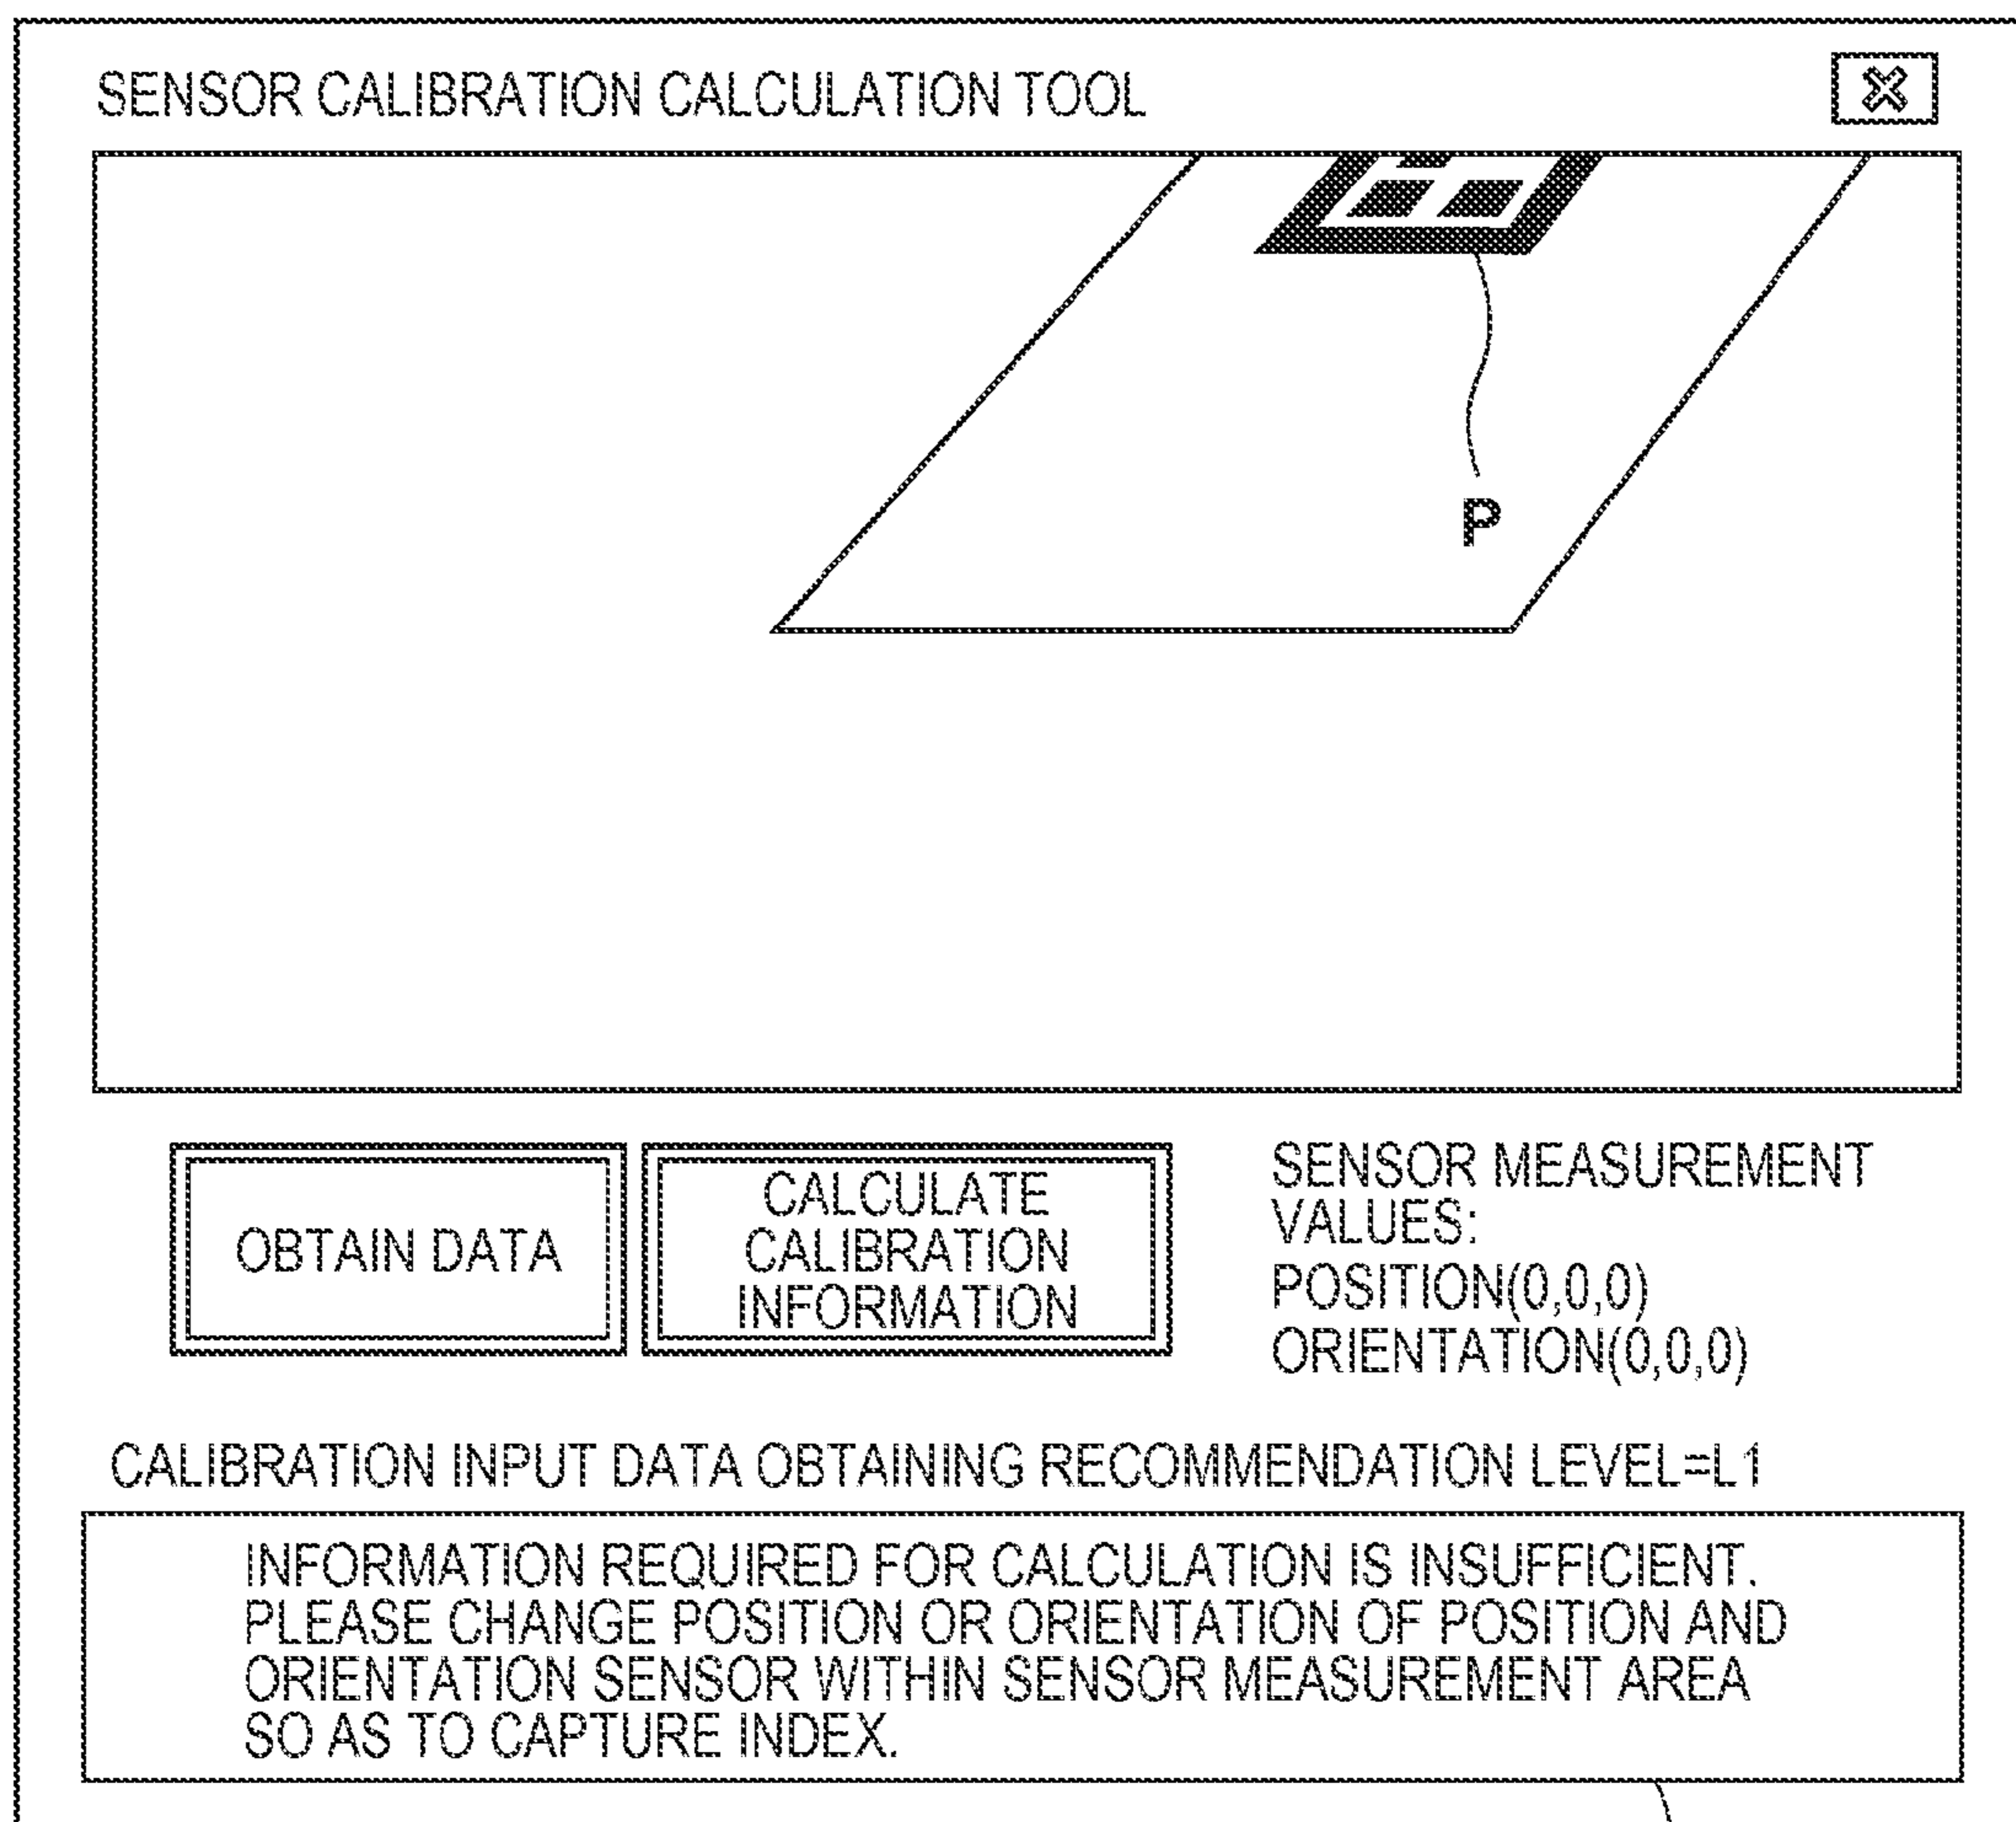 SENSOR CALIBRATION CALCULATION TOOL
P
OBTAIN DATA
CALCULATE
CALIBRATION
INFORMATION
SENSOR MEASUREMENT
VALUES:
POSITION(0,0,0)
ORIENTATION(0,0,0)
CALIBRATION INPUT DATA OBTAINING RECOMMENDATION LEVEL=L1
INFORMATION REQUIRED FOR CALCULATION IS INSUFFICIENT.
PLEASE CHANGE POSITION OR ORIENTATION OF POSITION AND
ORIENTATION SENSOR WITHIN SENSOR MEASUREMENT AREA
SO AS TO CAPTURE INDEX.